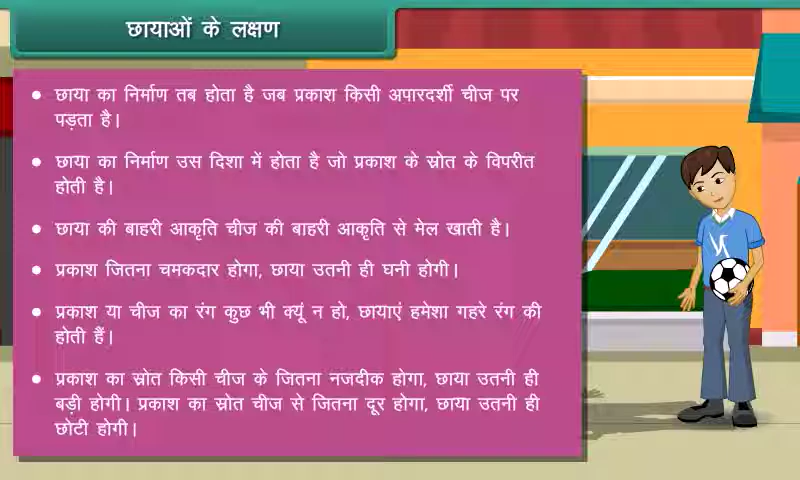 छायाओं के लक्षण
• छाया का निर्माण तब होता है जब प्रकाश किसी अपारदर्शी चीज पर
पड़ता है।
• छाया का निर्माण उस दिशा में होता है जो प्रकाश के स्रोत के विपरीत
होती है।
• छाया की बाहरी आकृति चीज की बाहरी आकृति से मेल खाती है।
• प्रकाश जितना चमकदार होगा, छाया उतनी ही घनी होगी।
• प्रकाश या चीज का रंग कुछ भी क्यूं न हो, छायाएं हमेशा गहरे रंग की
होती हैं।
• प्रकाश का स्रोत किसी चीज के जितना नजदीक होगा, छाया उतनी ही
बड़ी होगी। प्रकाश का स्रोत चीज से जितना दूर होगा, छाया उतनी ही
छोटी होगी।